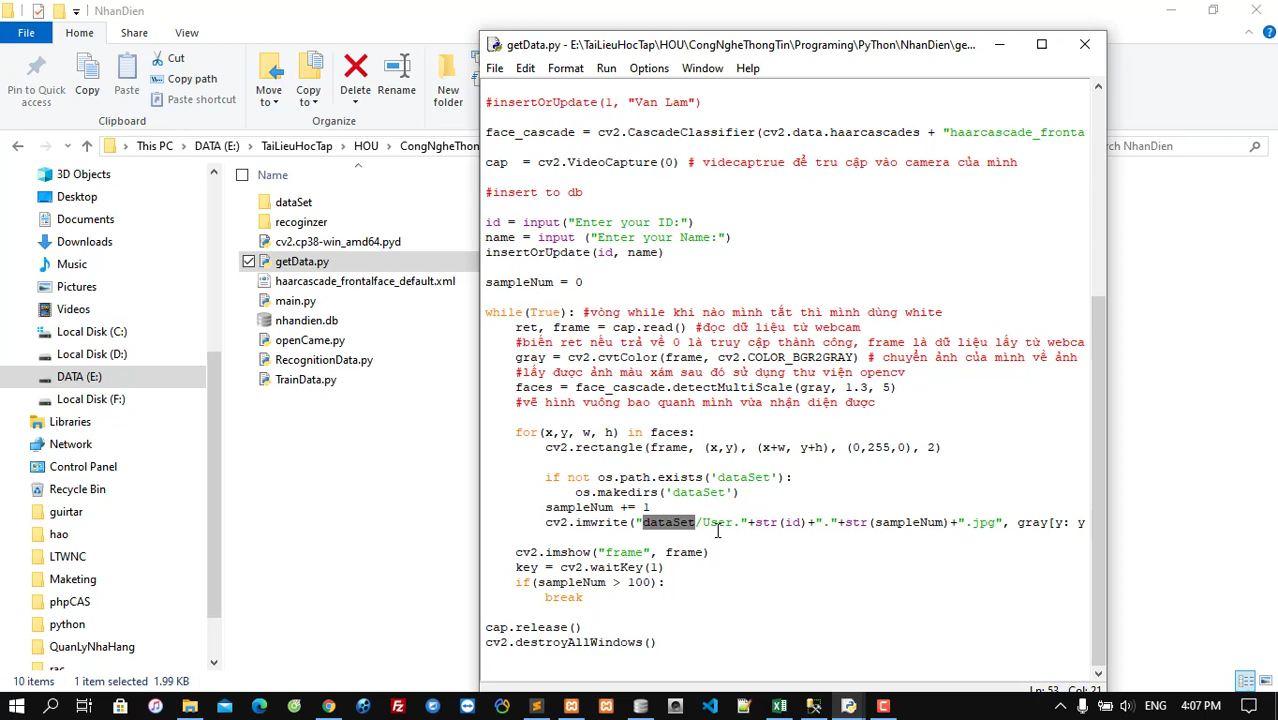 NhanDien
File
Home
Share
View
Pin to Quick access
Copy
Paste
Cut
Copy path
Paste shortcut
Clipboard
Move to
Copy to
Delete
Rename
Organize
New folder
This PC
DATA (E:)
TaiLieuHocTap
HOU
CongNgheThon
rch NhanDien
3D Objects
Desktop
Documents
Downloads
Music
Pictures
Videos
Local Disk (C:)
Local Disk (D:)
DATA (E:)
Local Disk (F:)
Libraries
Network
Control Panel
Recycle Bin
guirtar
hao
LTWNC
Maketing
phpCAS
python
QuanLyNhaHang
rac
Name
dataSet
recoginzer
cv2.cp38-win_amd64.pyd
getData.py
haarcascade_frontalface_default.xml
main.py
nhandien.db
openCame.py
RecognitionData.py
TrainData.py
10 items
1 item selected 1.99 KB
getData.py - E:\TaiLieuHocTap\HOU\CongNgheThongTin\Programing\PyThon\NhanDien\ge...
File Edit Format Run Options Window Help
#insertOrUpdate(1, "Van Lam")
face_cascade = cv2.CascadeClassifier(cv2.data.haarcascades + "haarcascade_fronta
cap = cv2.VideoCapture(0) # videcaptrue để tru cập vào camera của mình
#insert to db
id = input("Enter your ID:")
name = input ("Enter your Name:")
insertOrUpdate(id, name)
sampleNum = 0
while(True): #vòng while khi nào mình tắt thì mình dùng white
ret, frame = cap.read() #đọc dữ liệu từ webcam
#biến ret nếu trả về 0 là truy cập thành công, frame là dữ liệu lấy từ webca
gray = cv2.cvtColor(frame, cv2.COLOR_BGR2GRAY) # chuyển ảnh của mình về ảnh
#lấy được ảnh màu xám sau đó sử dụng thư viện opencv
faces = face_cascade.detectMultiScale(gray, 1.3, 5)
#vẽ hình vuông bao quanh mình vừa nhận diện được
for(x,y, w, h) in faces:
cv2.rectangle(frame, (x,y), (x+w, y+h), (0,255,0), 2)
if not os.path.exists('dataSet'):
os.makedirs('dataSet')
sampleNum += 1
cv2.imwrite("dataSet/User."+str(id)+"."+str(sampleNum)+".jpg", gray[y: y
cv2.imshow("frame", frame)
key = cv2.waitKey(1)
if(sampleNum > 100):
break
cap.release()
cv2.destroyAllWindows()
Ln: 53 Col: 21
ENG 4:07 PM